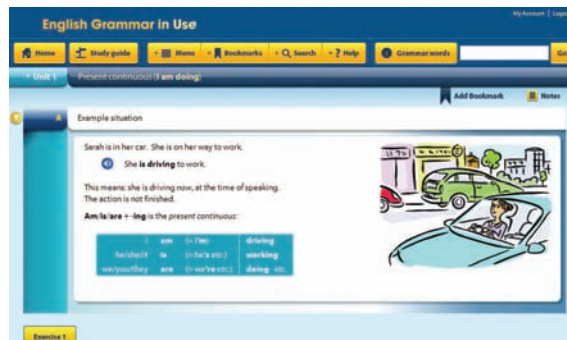 My Account | Login
English Grammar in Use
Home
Study guide
Menu
Bookmarks
Search
? Help
Grammar words
Go
Unit 1
Present continuous (I am doing)
Add Bookmark
Notes
A
Example situation
Sarah is in her car. She is on her way to work.
She is driving to work.
This means: she is driving now, at the time of speaking.
The action is not finished.
Am/is/are + -ing is the present continuous:
I am (= I'm) driving
he/she/it is (= he's etc.) working
we/you/they are (= we're etc.) doing etc.
Exercise 1